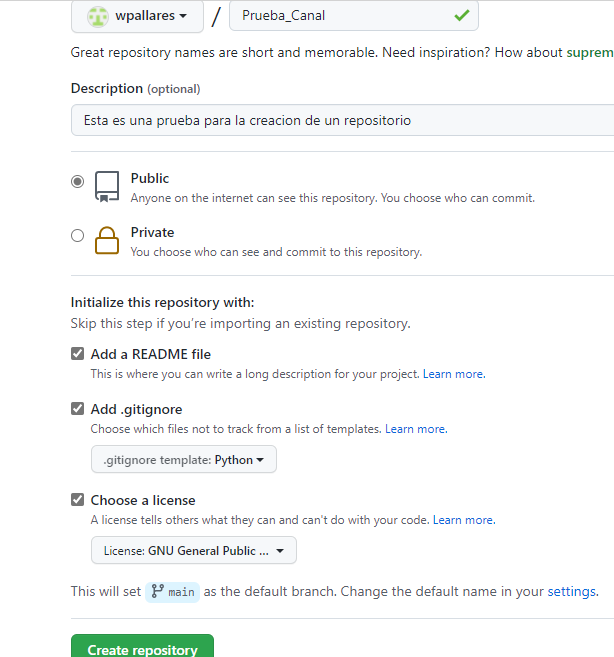 wpallares / Prueba_Canal
Great repository names are short and memorable. Need inspiration? How about
Description (optional)
Esta es una prueba para la creacion de un repositorio
Public
Anyone on the internet can see this repository. You choose who can commit.
Private
You choose who can see and commit to this repository.
Initialize this repository with:
Skip this step if you're importing an existing repository.
Add a README file
This is where you can write a long description for your project. Learn more.
Add .gitignore
Choose which files not to track from a list of templates. Learn more.
.gitignore template: Python
Choose a license
A license tells others what they can and can't do with your code. Learn more.
License: GNU General Public ...
This will set main as the default branch. Change the default name in your settings.
Create repository